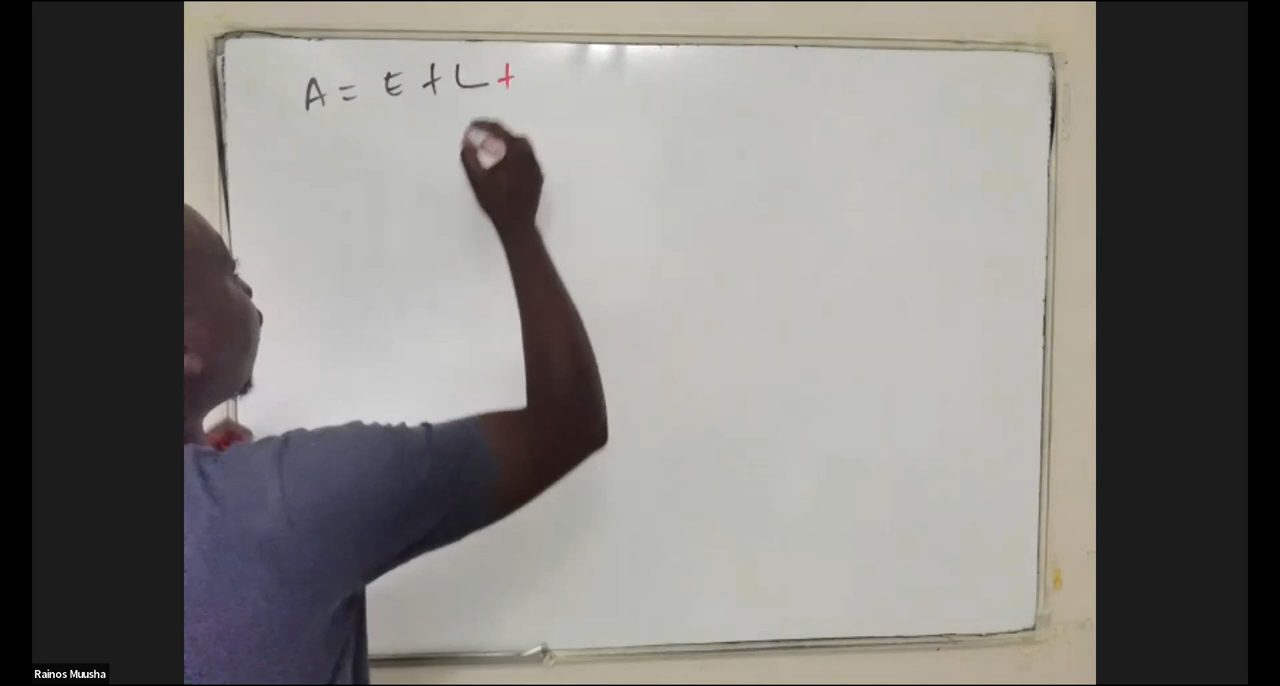 A = E + L +
Rainos Muusha